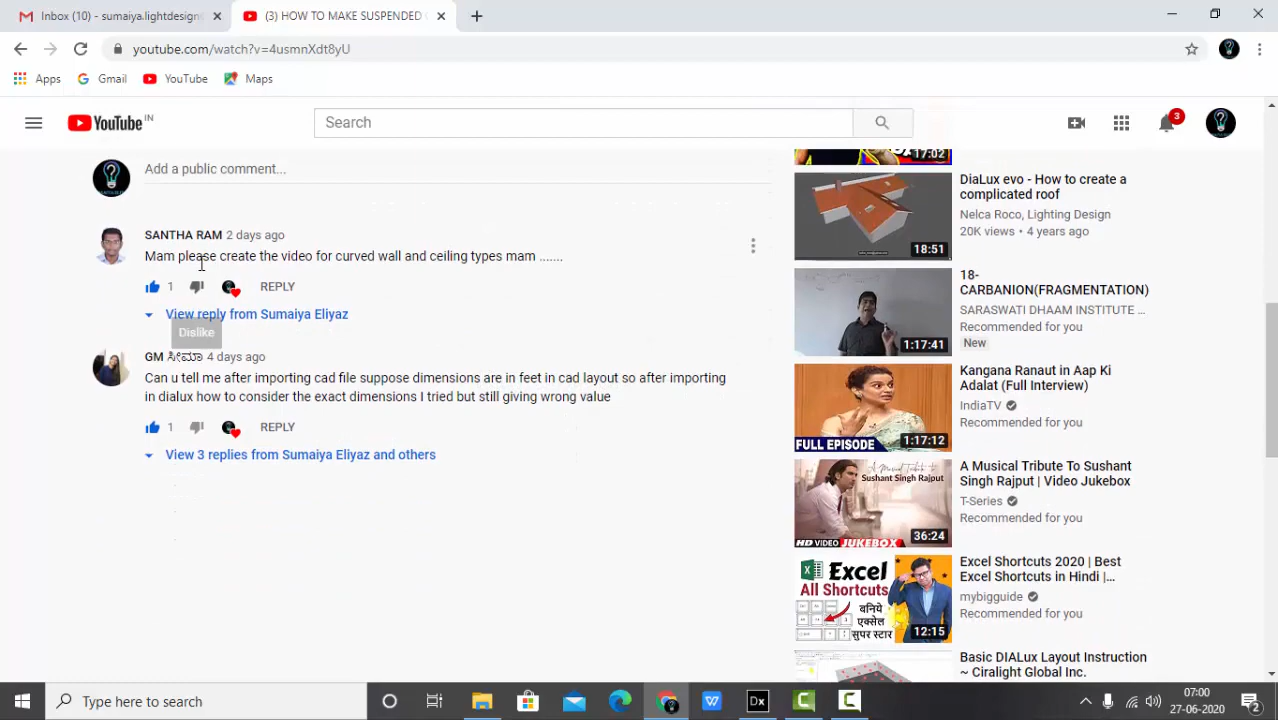 Inbox (10) - sumaiya.lightdesign
(3) HOW TO MAKE SUSPENDED
youtube.com/watch?v=4usmnXdt8yU
Apps
Gmail
YouTube
Maps
YouTube IN
Search
3
Add a public comment...
SANTHA RAM 2 days ago
Mam please create the video for curved wall and ceiling types mam .......
1
REPLY
View reply from Sumaiya Eliyaz
Dislike
GM 4 days ago
Can u tell me after importing cad file suppose dimensions are in feet in cad layout so after importing
in dialux how to consider the exact dimensions I tried but still giving wrong value
1
REPLY
View 3 replies from Sumaiya Eliyaz and others
17:02
18:51
DiaLux evo - How to create a
complicated roof
Nelca Roco, Lighting Design
20K views • 4 years ago
1:17:41
18-
CARBANION(FRAGMENTATION)
SARASWATI DHAAM INSTITUTE ...
Recommended for you
New
FULL EPISODE
1:17:12
Kangana Ranaut in Aap Ki
Adalat (Full Interview)
IndiaTV
Recommended for you
A Musical Tribute to
Sushant Singh Rajput
HD VIDEO JUKEBOX
36:24
A Musical Tribute To Sushant
Singh Rajput | Video Jukebox
T-Series
Recommended for you
Excel
All Shortcuts
बनिये
एक्सेल
सुपर स्टार
12:15
Excel Shortcuts 2020 | Best
Excel Shortcuts in Hindi |...
mybigguide
Recommended for you
Basic DIALux Layout Instruction
~ Ciralight Global Inc.
Type here to search
Dx
07:00
27-06-2020
2